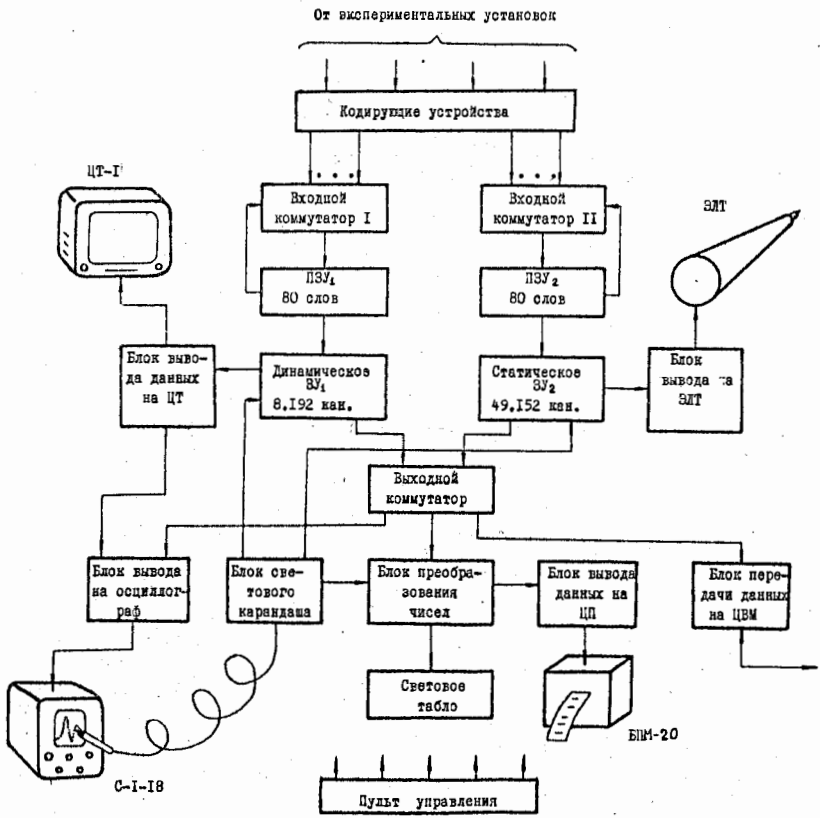 От экспериментальных установок
Кодирующие устройства
ЦТ-I
Входной
коммутатор I
Входной
коммутатор II
ЭЛТ
ПЗУ₁
80 слов
ПЗУ₂
80 слов
Блок выво-
да данных
на ЦТ
Динамическое
ЗУ₁
8.192 кан.
Статическое
ЗУ₂
49.152 кан.
Блок
вывода на
ЭЛТ
Выходной
коммутатор
Блок вывода
на осциллог-
раф
Блок све-
тового
карандаша
Блок преобра-
зования
чисел
Блок вывода
данных на
ЦП
Блок пере-
дачи данных
на ЦВМ
Световое
табло
БПМ-20
С-I-I8
Пульт управления